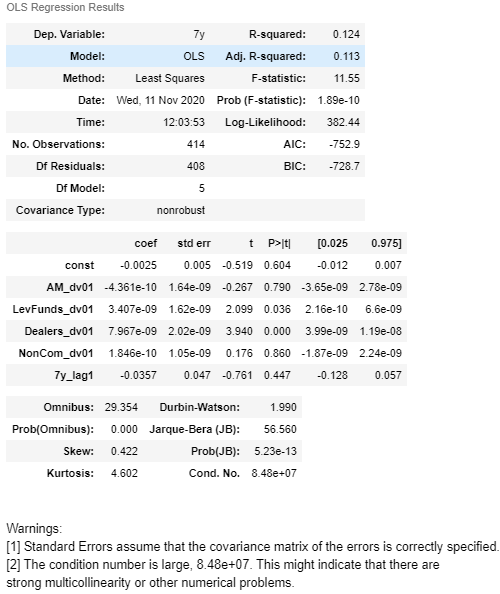 OLS Regression Results
Dep. Variable: 7y R-squared: 0.124
Model: OLS Adj. R-squared: 0.113
Method: Least Squares F-statistic: 11.55
Date: Wed, 11 Nov 2020 Prob (F-statistic): 1.89e-10
Time: 12:03:53 Log-Likelihood: 382.44
No. Observations: 414 AIC: -752.9
Df Residuals: 408 BIC: -728.7
Df Model: 5
Covariance Type: nonrobust
coef std err t P>|t| [0.025 0.975]
const -0.0025 0.005 -0.519 0.604 -0.012 0.007
AM_dv01 -4.361e-10 1.64e-09 -0.267 0.790 -3.65e-09 2.78e-09
LevFunds_dv01 3.407e-09 1.62e-09 2.099 0.036 2.16e-10 6.6e-09
Dealers_dv01 7.967e-09 2.02e-09 3.940 0.000 3.99e-09 1.19e-08
NonCom_dv01 1.846e-10 1.05e-09 0.176 0.860 -1.87e-09 2.24e-09
7y_lag1 -0.0357 0.047 -0.761 0.447 -0.128 0.057
Omnibus: 29.354 Durbin-Watson: 1.990
Prob(Omnibus): 0.000 Jarque-Bera (JB): 56.560
Skew: 0.422 Prob(JB): 5.23e-13
Kurtosis: 4.602 Cond. No. 8.48e+07
Warnings:
[1] Standard Errors assume that the covariance matrix of the errors is correctly specified.
[2] The condition number is large, 8.48e+07. This might indicate that there are
strong multicollinearity or other numerical problems.